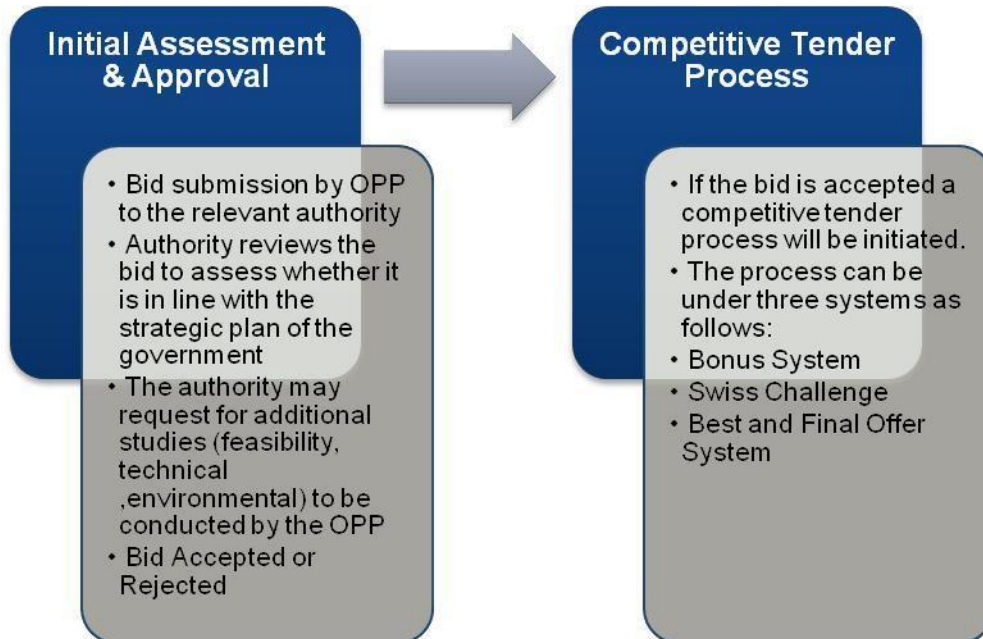 Initial Assessment
& Approval
• Bid submission by OPP
to the relevant authority
• Authority reviews the
bid to assess whether it
is in line with the
strategic plan of the
government
• The authority may
request for additional
studies (feasibility,
technical
,environmental) to be
conducted by the OPP
• Bid Accepted or
Rejected
Competitive Tender
Process
• If the bid is accepted a
competitive tender
process will be initiated.
• The process can be
under three systems as
follows:
• Bonus System
• Swiss Challenge
• Best and Final Offer
System